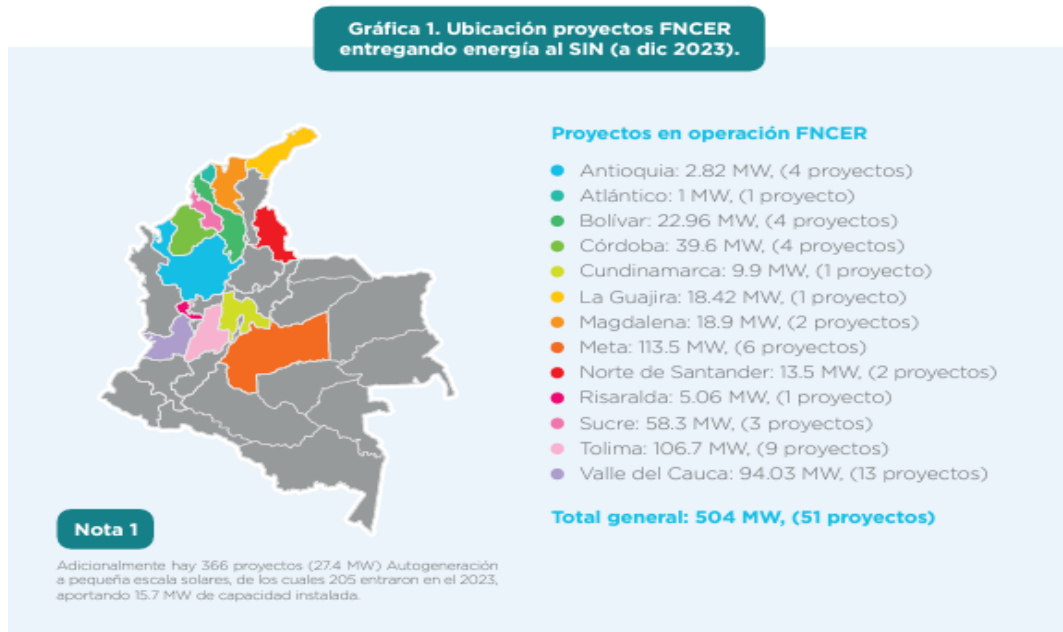 Gráfica 1. Ubicación proyectos FNCER
entregando energía al SIN (a dic 2023).
Proyectos en operación FNCER
Antioquia: 2.82 MW, (4 proyectos)
Atlántico: 1 MW, (1 proyecto)
Bolívar: 22.96 MW, (4 proyectos)
Córdoba: 39.6 MW, (4 proyectos)
Cundinamarca: 9.9 MW, (1 proyecto)
La Guajira: 18.42 MW, (1 proyecto)
Magdalena: 18.9 MW, (2 proyectos)
Meta: 113.5 MW, (6 proyectos)
Norte de Santander: 13.5 MW, (2 proyectos)
Risaralda: 5.06 MW, (1 proyecto)
Sucre: 58.3 MW, (3 proyectos)
Tolima: 106.7 MW, (9 proyectos)
Valle del Cauca: 94.03 MW, (13 proyectos)
Total general: 504 MW, (51 proyectos)
Nota 1
Adicionalmente hay 366 proyectos (27.4 MW) Autogeneración
a pequeña escala solares, de los cuales 205 entraron en el 2023,
aportando 15.7 MW de capacidad instalada.